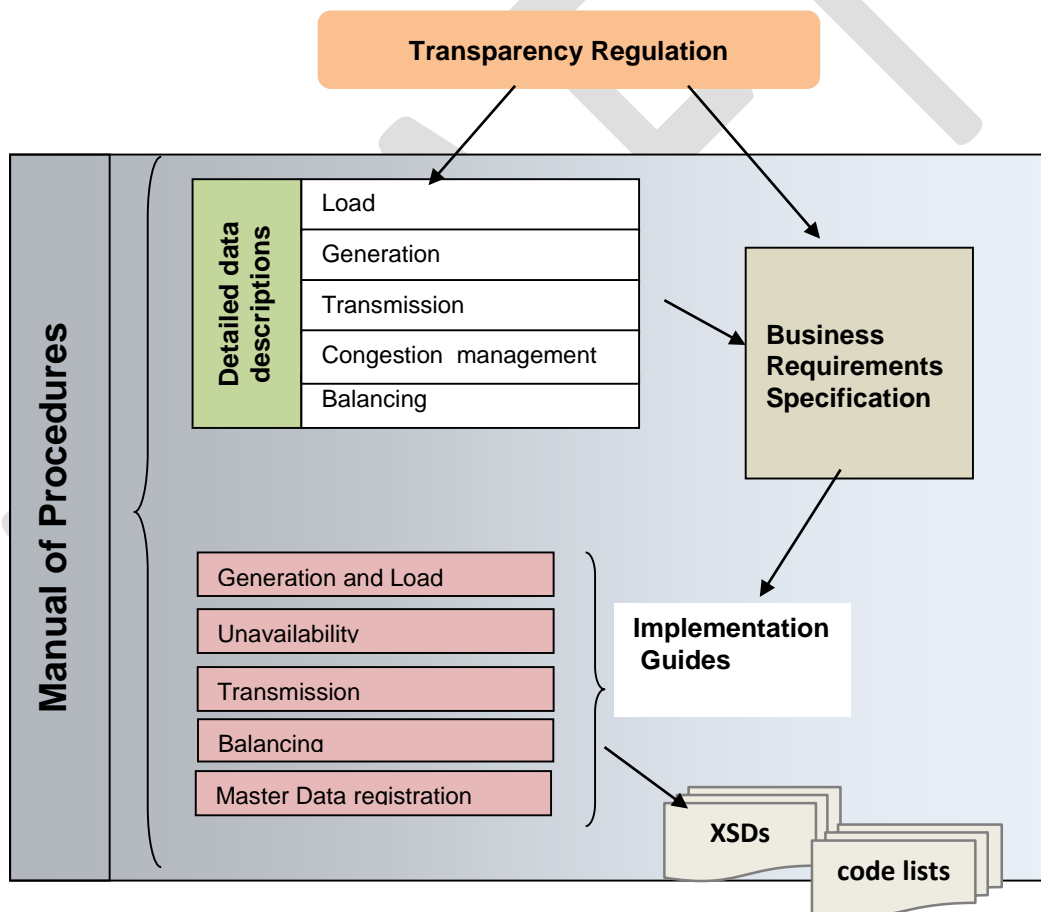 Transparency Regulation
Manual of Procedures
Detailed data
descriptions
Load
Generation
Transmission
Congestion management
Balancing
Business
Requirements
Specification
Generation and Load
Unavailability
Transmission
Balancing
Master Data registration
Implementation
Guides
XSDs
code lists